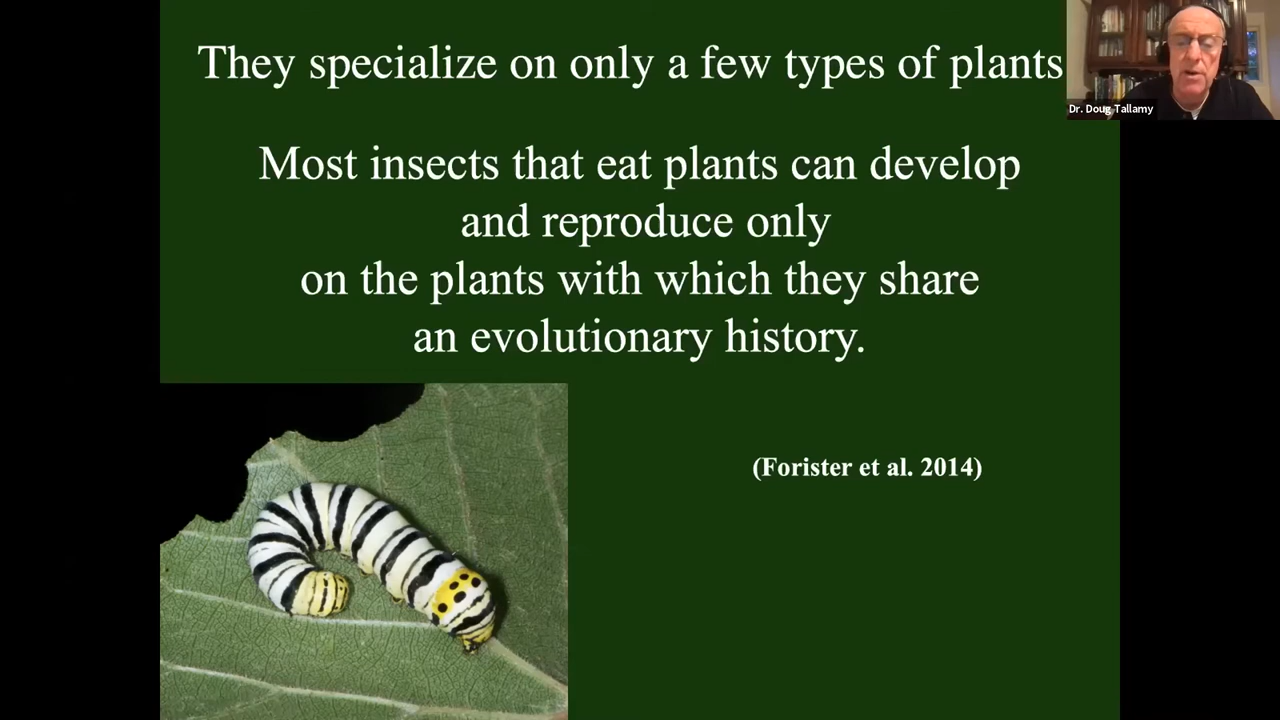 They specialize on only a few types of plants
Dr. Doug Tallamy
Most insects that eat plants can develop
and reproduce only
on the plants with which they share
an evolutionary history.
(Forister et al. 2014)